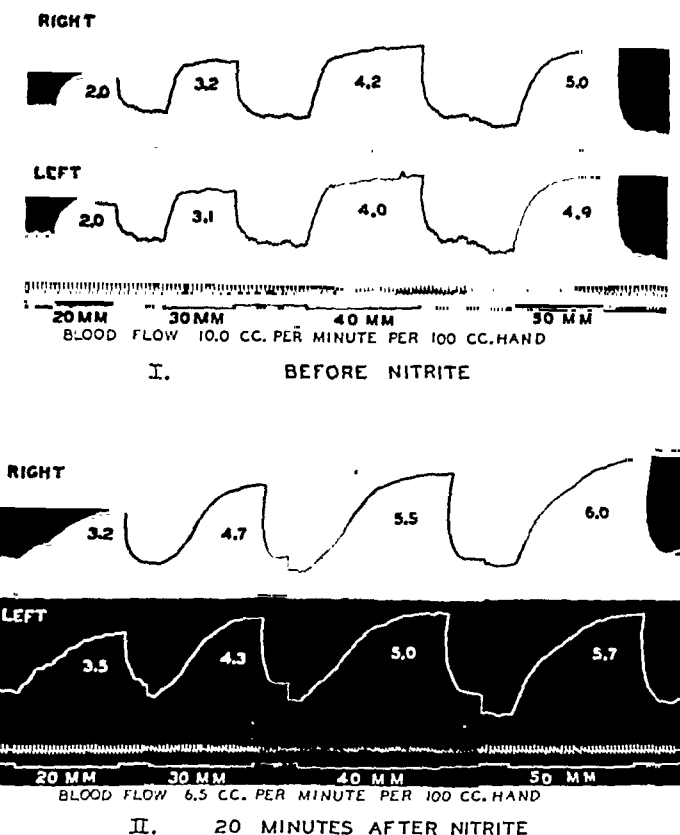 RIGHT
2.0 3.2 4.2 5.0
LEFT
2.0 3.1 4.0 4.9
20 MM 30 MM 40 MM 50 MM
BLOOD FLOW 10.0 CC. PER MINUTE PER 100 CC. HAND
I. BEFORE NITRITE
RIGHT
3.2 4.7 5.5 6.0
LEFT
3.5 4.3 5.0 5.7
20 MM 30 MM 40 MM 50 MM
BLOOD FLOW 6.5 CC. PER MINUTE PER 100 CC. HAND
II. 20 MINUTES AFTER NITRITE